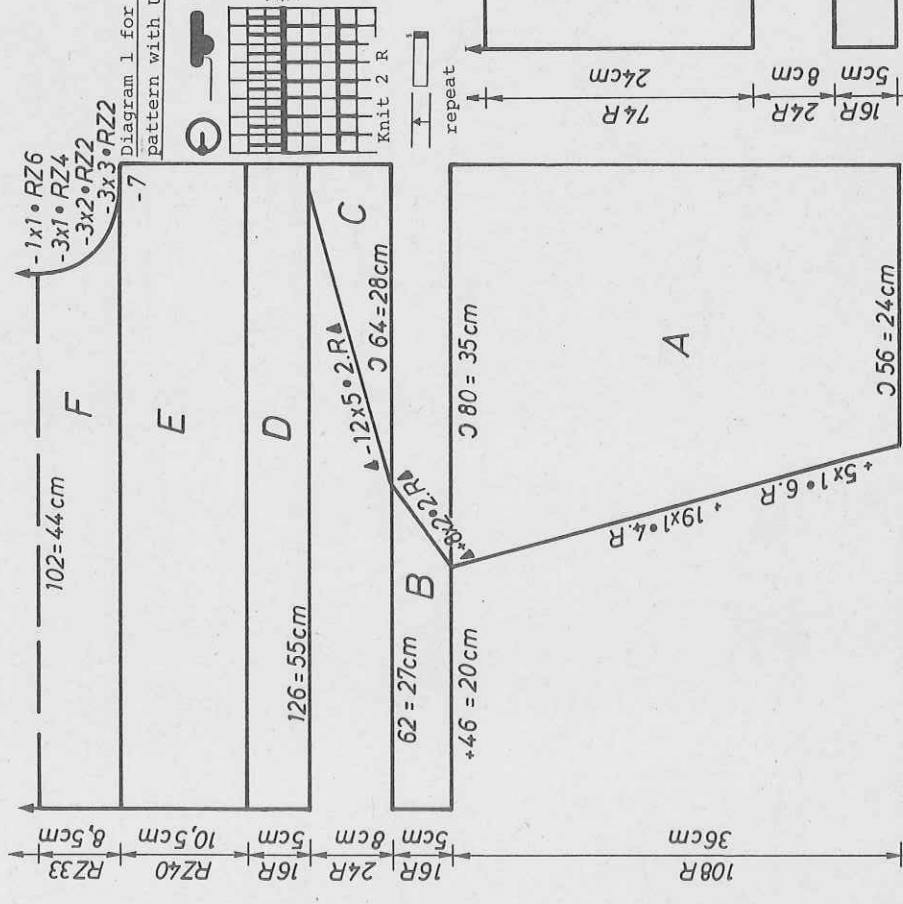 -1x1•RZ6
-3x1•RZ4
-3x2•RZ2
-3x3•RZ2
-7
F
102=44cm
E
D
126=55cm
C
-12x5•2.R
Ɔ 64=28cm
+8x2•2.R
B
62=27cm
+46=20cm
Ɔ 80=35cm
A
+19x1•4.R
+5x1•6.R
Ɔ 56=24cm
RZ33
8,5cm
RZ40
10,5cm
16R
5cm
24R
8cm
16R
5cm
108R
36cm
Diagram 1 for
pattern with
Knit 2 R
repeat
74R
24cm
24R
8cm
16R
5cm